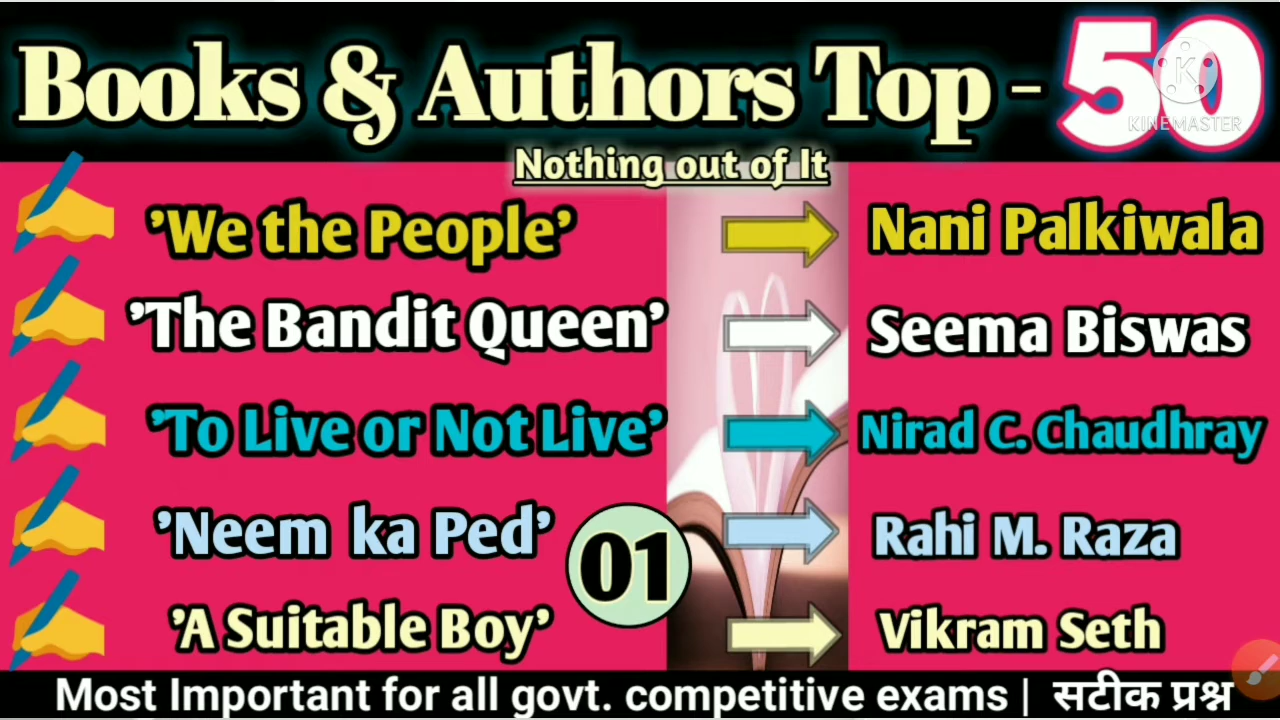 Books & Authors Top - 50
KINEMASTER
Nothing out of It
'We the People' Nani Palkiwala
'The Bandit Queen' Seema Biswas
'To Live or Not Live' Nirad C. Chaudhray
'Neem ka Ped' Rahi M. Raza
01
'A Suitable Boy' Vikram Seth
Most Important for all govt. competitive exams | सटीक प्रश्न